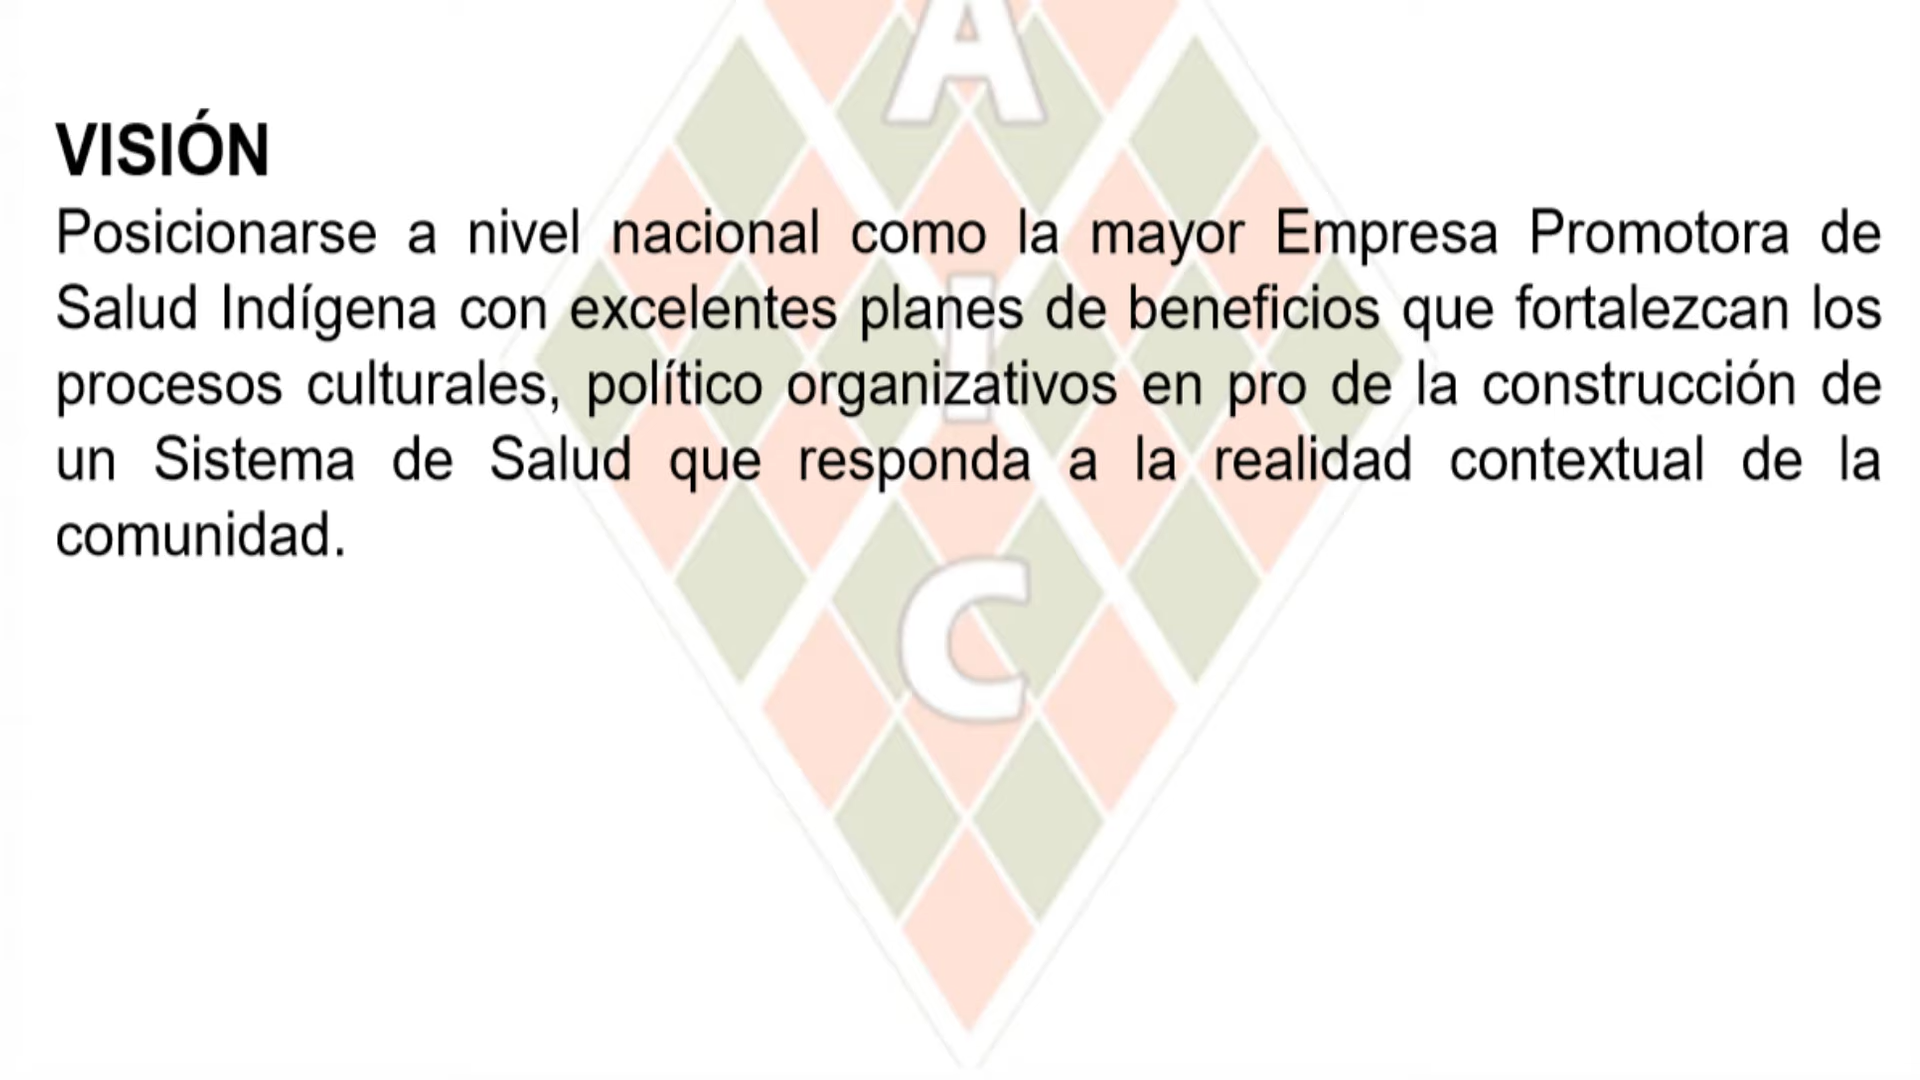 A
VISIÓN
Posicionarse a nivel nacional como la mayor Empresa Promotora de
Salud Indígena con excelentes planes de beneficios que fortalezcan los
procesos culturales, político organizativos en pro de la construcción de
un Sistema de Salud que responda a la realidad contextual de la
comunidad.
I
C